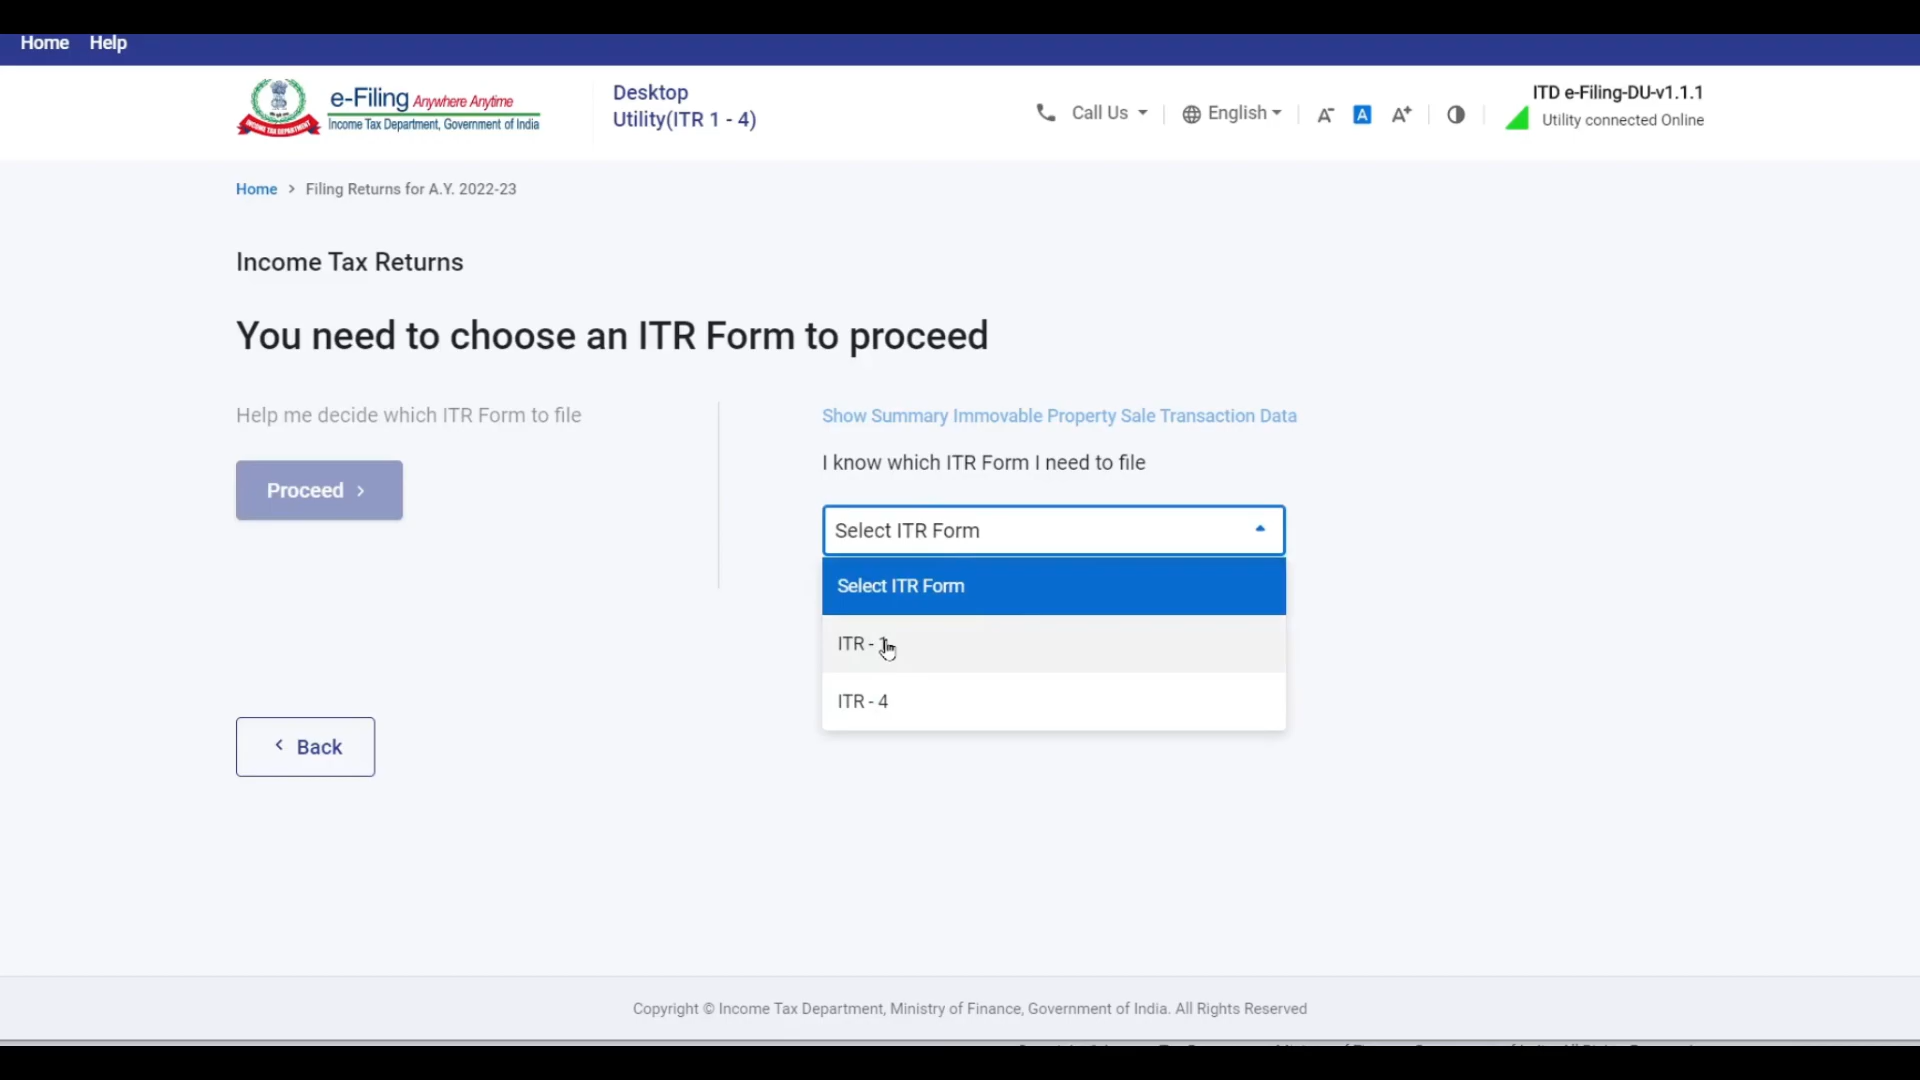 Home Help
e-Filing Anywhere Anytime
Income Tax Department, Government of India
INCOME TAX DEPARTMENT
Desktop
Utility(ITR 1 - 4)
Call Us
English
A-
A
A+
ITD e-Filing-DU-v1.1.1
Utility connected Online
Home > Filing Returns for A.Y. 2022-23
Income Tax Returns
You need to choose an ITR Form to proceed
Help me decide which ITR Form to file
Proceed >
Show Summary Immovable Property Sale Transaction Data
I know which ITR Form I need to file
Select ITR Form
Select ITR Form
ITR -
ITR - 4
< Back
Copyright © Income Tax Department, Ministry of Finance, Government of India. All Rights Reserved